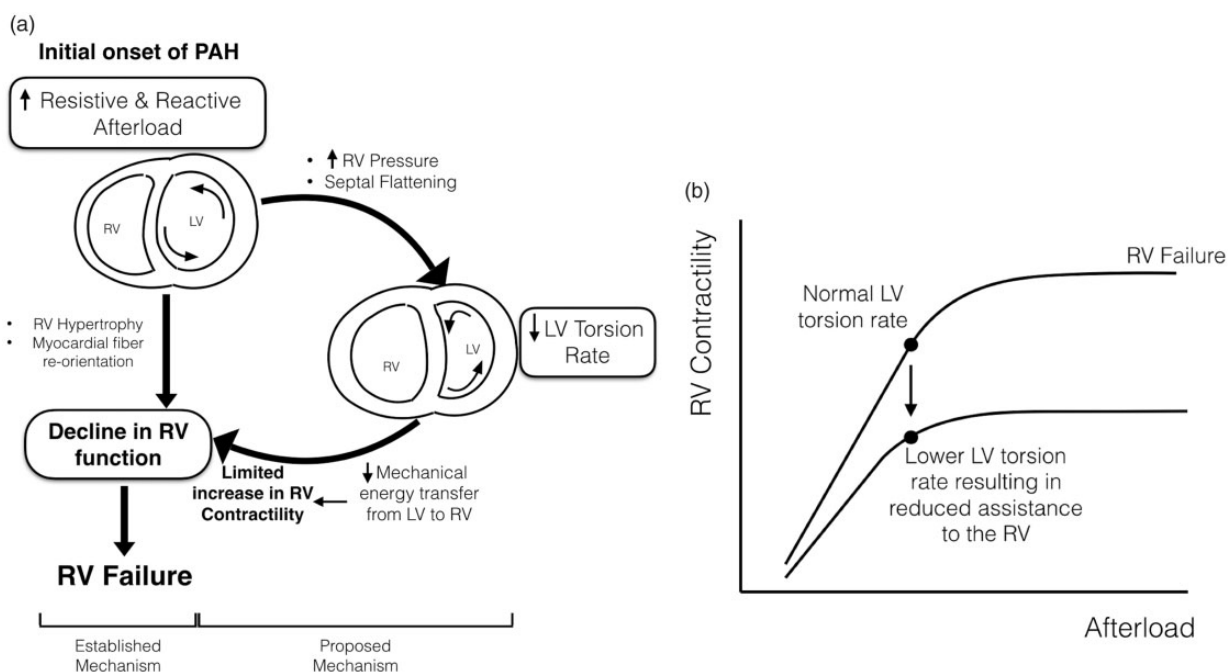 (a)
Initial onset of PAH
↑ Resistive & Reactive
Afterload
• ↑ RV Pressure
• Septal Flattening
RV
LV
• RV Hypertrophy
• Myocardial fiber
re-orientation
RV
LV
↓ LV Torsion
Rate
Decline in RV
function
Limited
increase in RV
Contractility
↓ Mechanical
energy transfer
from LV to RV
RV Failure
Established
Mechanism
Proposed
Mechanism
(b)
RV Contractility
RV Failure
Normal LV
torsion rate
Lower LV torsion
rate resulting in
reduced assistance
to the RV
Afterload